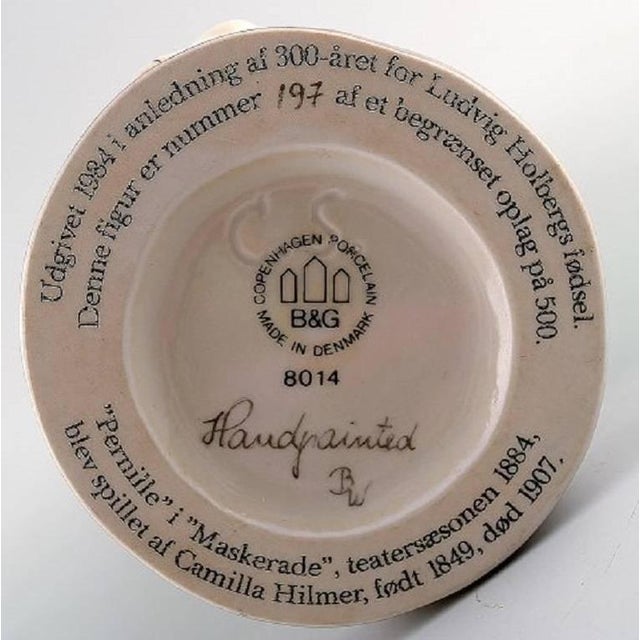 Udgivet 1984 i anledning af 300-året for Ludvig Holbergs fødsel.
Denne figur er nummer 197 af et begrænset oplag på 500.
C S
COPENHAGEN PORCELAIN
B&G
MADE IN DENMARK
8014
Handpainted
BW
"Pernille" i "Maskerade", teatersæsonen 1884,
blev spillet af Camilla Hilmer, født 1849, død 1907.